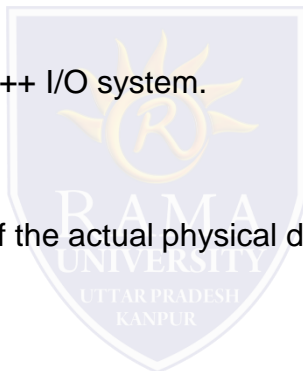 ++ I/O system.
R
f the actual physical d
RAMA
UNIVERSITY
UTTAR PRADESH
KANPUR